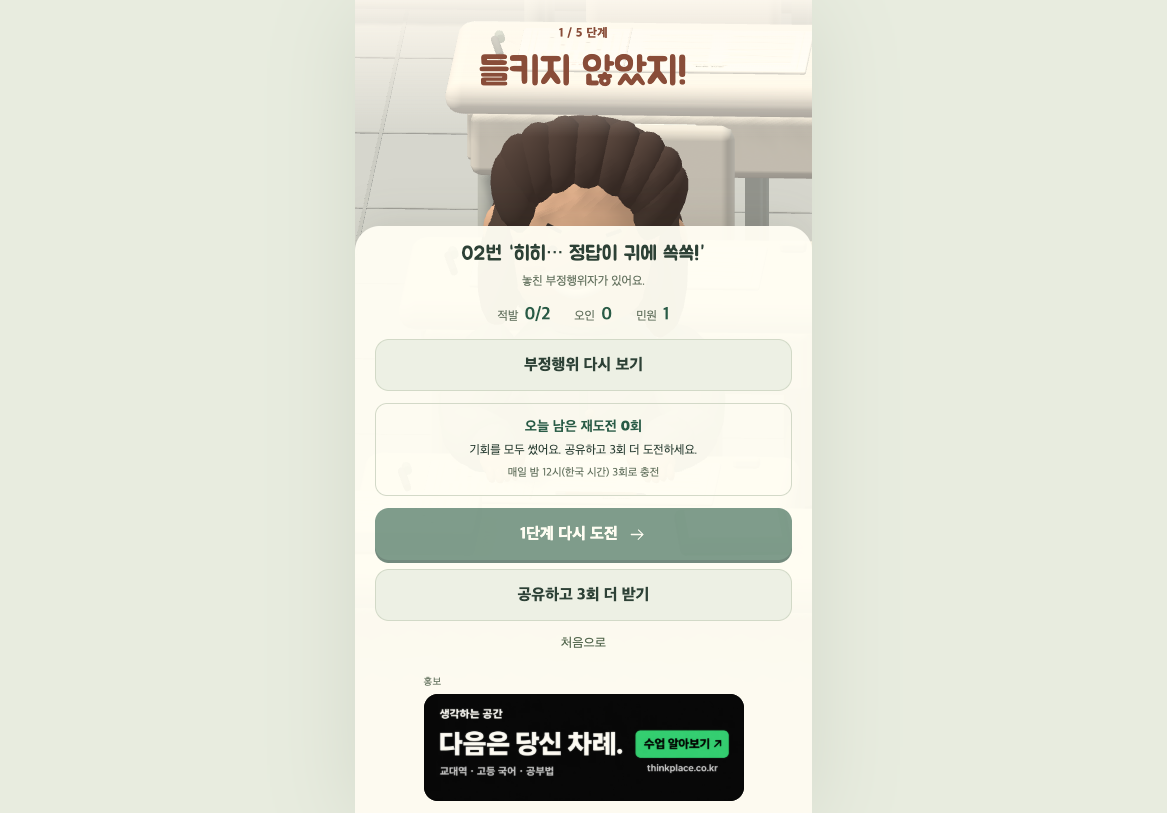 1 / 5 단계
들키지 않았지!
02번 '히히… 정답이 귀에 쏙쏙!'
놓친 부정행위자가 있어요.
적발 0/2 오인 0 민원 1
부정행위 다시 보기
오늘 남은 재도전 0회
기회를 모두 썼어요. 공유하고 3회 더 도전하세요.
매일 밤 12시(한국 시간) 3회로 충전
1단계 다시 도전 →
공유하고 3회 더 받기
처음으로
홍보
생각하는 공간
다음은 당신 차례.
수업 알아보기 ↗
교대역 · 고등 국어 · 공부법
thinkplace.co.kr